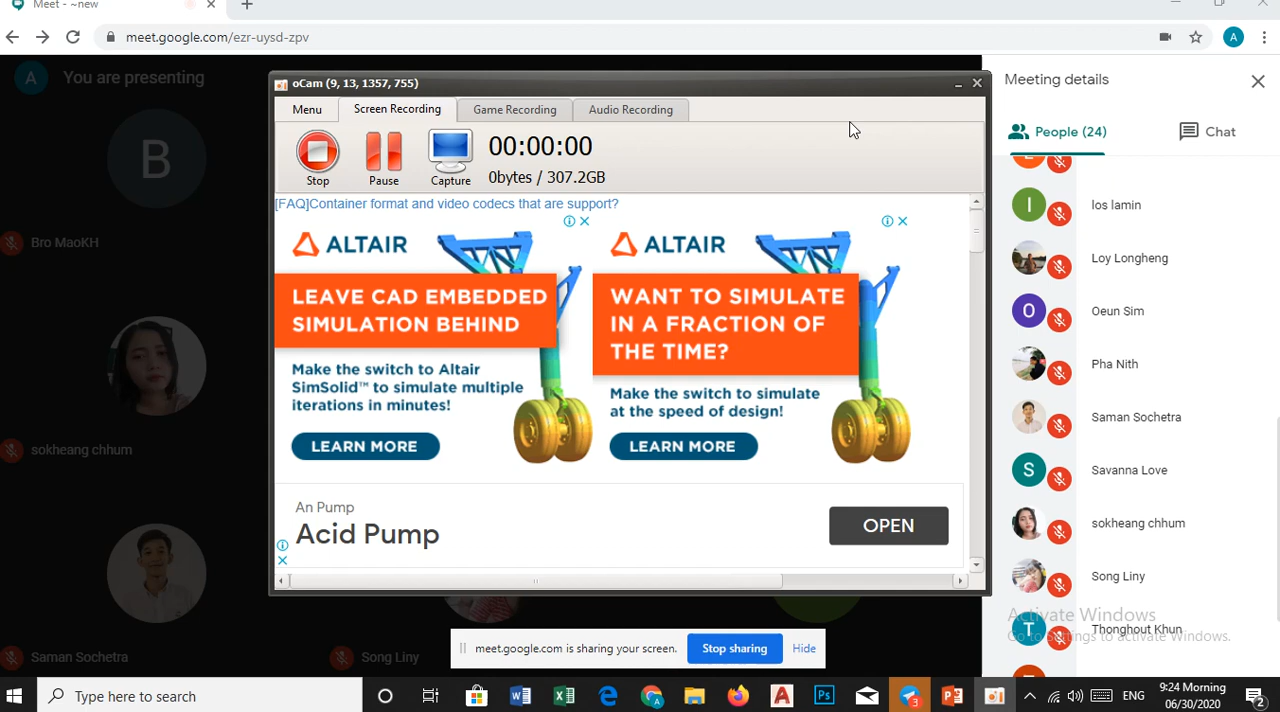 Meet - ~new
meet.google.com/ezr-uysd-zpv
A
A
You are presenting
B
Bro MaoKH
sokheang chhum
Saman Sochetra
Song Liny
oCam (9, 13, 1357, 755)
Menu
Screen Recording
Game Recording
Audio Recording
Stop
Pause
Capture
00:00:00
0bytes / 307.2GB
[FAQ]Container format and video codecs that are support?
ALTAIR
LEAVE CAD EMBEDDED
SIMULATION BEHIND
Make the switch to Altair
SimSolid™ to simulate multiple
iterations in minutes!
LEARN MORE
ALTAIR
WANT TO SIMULATE
IN A FRACTION OF
THE TIME?
Make the switch to simulate
at the speed of design!
LEARN MORE
An Pump
Acid Pump
OPEN
meet.google.com is sharing your screen.
Stop sharing
Hide
Meeting details
People (24)
Chat
I
los lamin
Loy Longheng
O
Oeun Sim
Pha Nith
Saman Sochetra
S
Savanna Love
sokheang chhum
Song Liny
T
Thonghout Khun
Activate Windows
Go to Settings to activate Windows.
Type here to search
A
Ps
3
ENG
9:24 Morning
06/30/2020
2